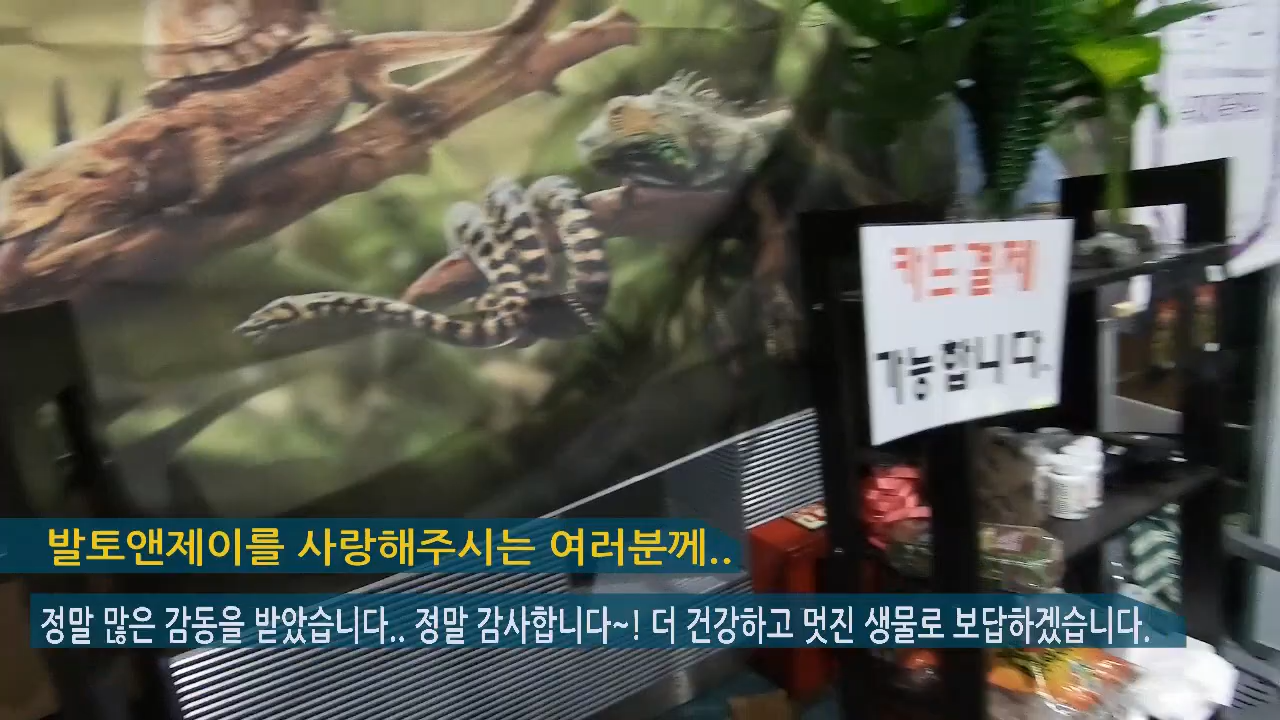 카드결제
가능합니다.
발토앤제이를 사랑해주시는 여러분께..
정말 많은 감동을 받았습니다.. 정말 감사합니다~! 더 건강하고 멋진 생물로 보답하겠습니다.